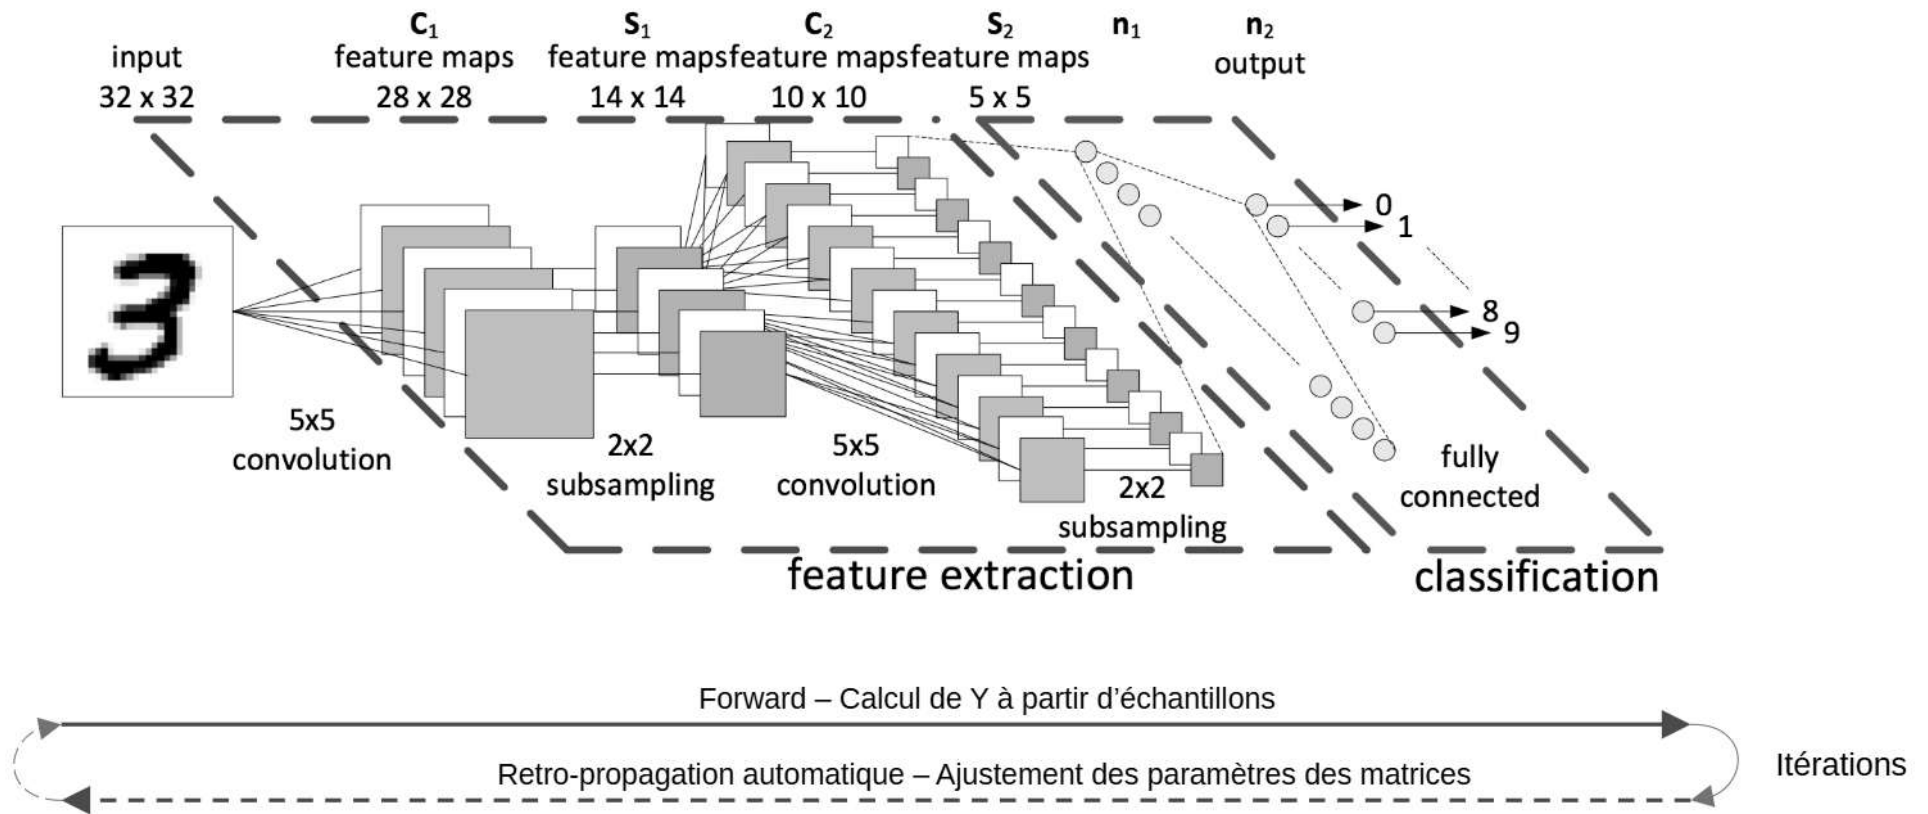 C1
S1
C2
S2
n1
n2
input
feature maps
feature maps
feature maps
feature maps
output
32 x 32
28 x 28
14 x 14
10 x 10
5 x 5
3
0
1
8
9
5x5
convolution
2x2
subsampling
5x5
convolution
2x2
subsampling
fully
connected
feature extraction
classification
Forward – Calcul de Y à partir d’échantillons
Retro-propagation automatique – Ajustement des paramètres des matrices
Itérations